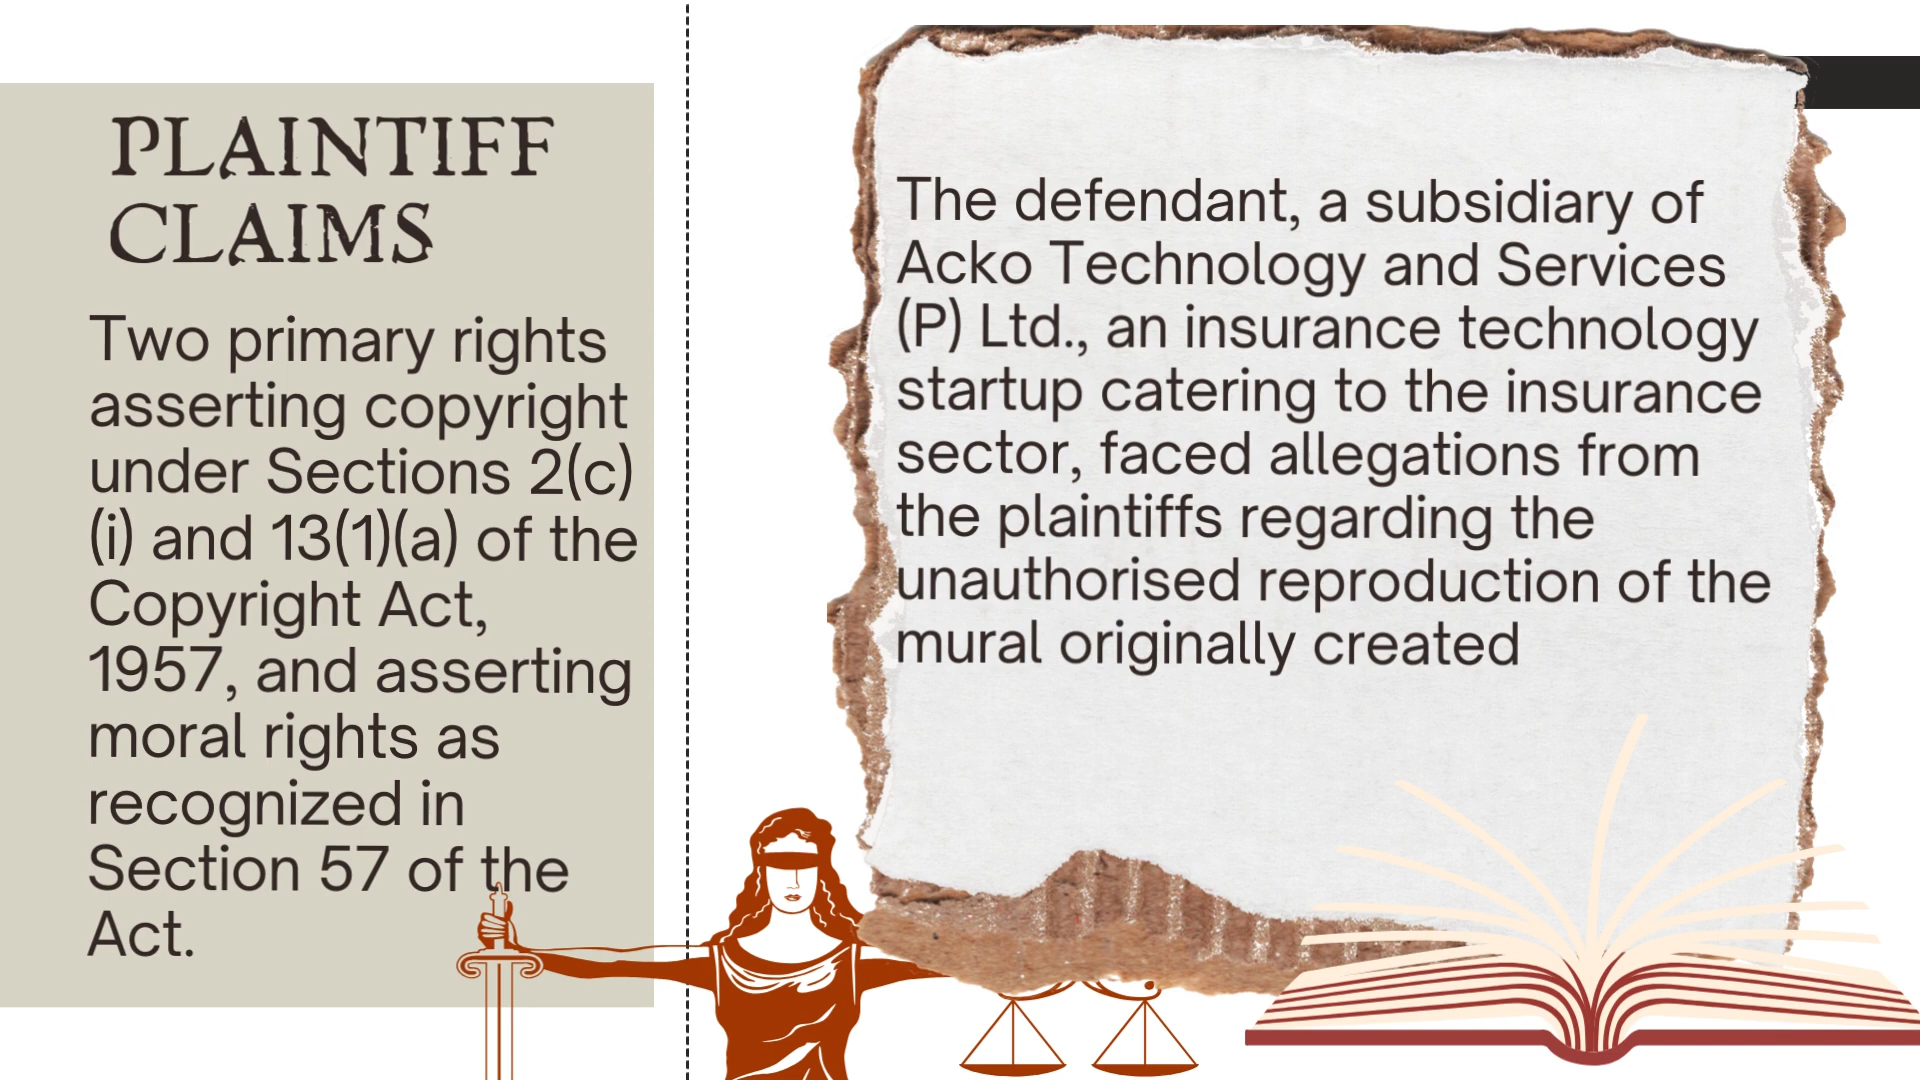 PLAINTIFF
CLAIMS
Two primary rights
asserting copyright
under Sections 2(c)
(i) and 13(1)(a) of the
Copyright Act,
1957, and asserting
moral rights as
recognized in
Section 57 of the
Act.
The defendant, a subsidiary of
Acko Technology and Services
(P) Ltd., an insurance technology
startup catering to the insurance
sector, faced allegations from
the plaintiffs regarding the
unauthorised reproduction of the
mural originally created